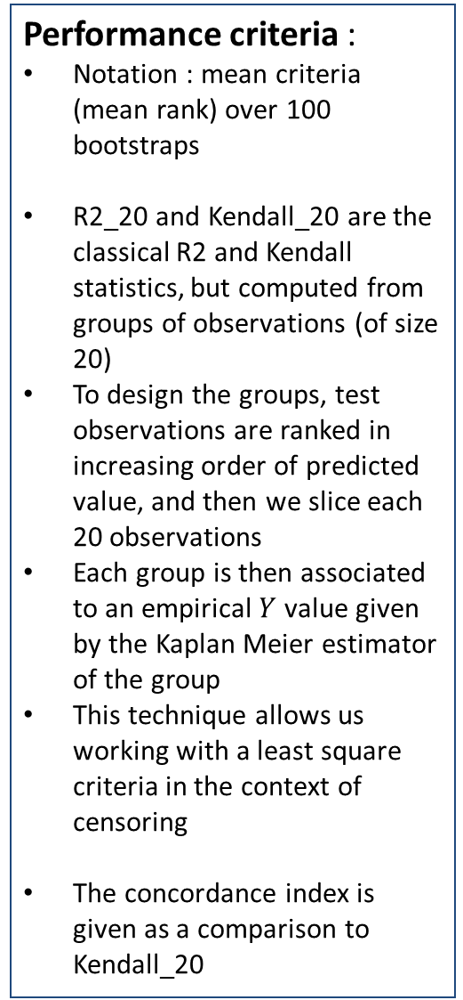 Performance criteria :
• Notation : mean criteria
(mean rank) over 100
bootstraps
• R2_20 and Kendall_20 are the
classical R2 and Kendall
statistics, but computed from
groups of observations (of size
20)
• To design the groups, test
observations are ranked in
increasing order of predicted
value, and then we slice each
20 observations
• Each group is then associated
to an empirical Y value given
by the Kaplan Meier estimator
of the group
• This technique allows us
working with a least square
criteria in the context of
censoring
• The concordance index is
given as a comparison to
Kendall_20